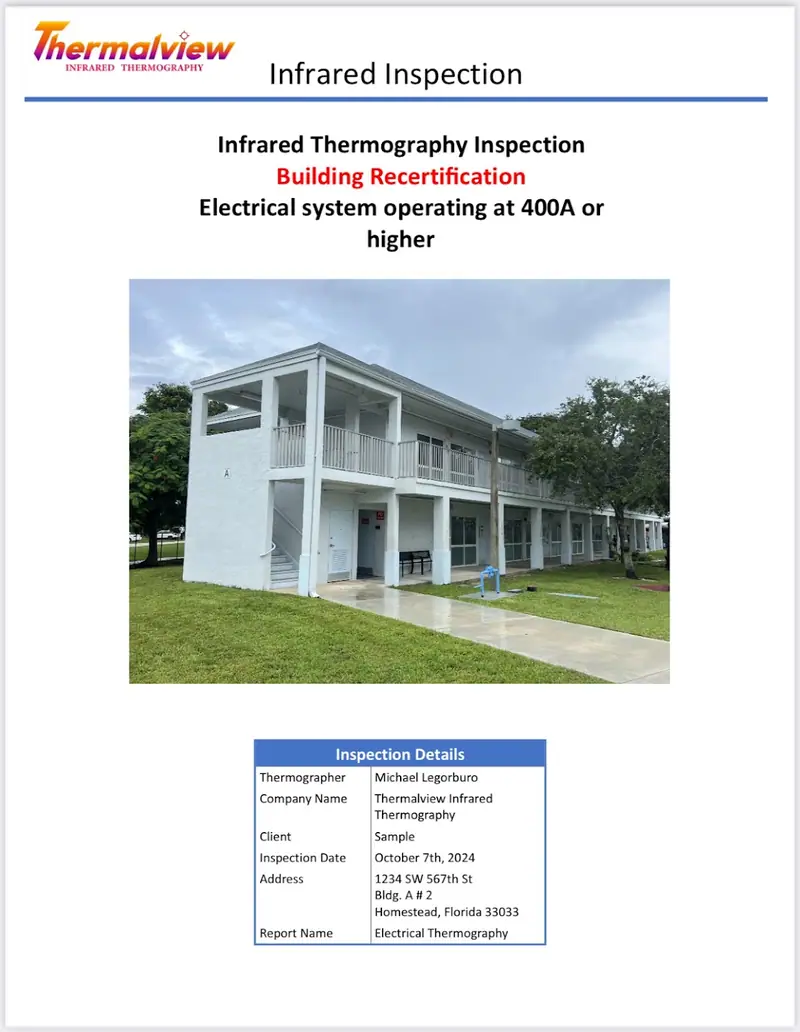 Thermalview
INFRARED THERMOGRAPHY
Infrared Inspection
Infrared Thermography Inspection
Building Recertification
Electrical system operating at 400A or
higher
A
Inspection Details
Thermographer Michael Legorburo
Company Name Thermalview Infrared
Thermography
Client Sample
Inspection Date October 7th, 2024
Address 1234 SW 567th St
Bldg. A # 2
Homestead, Florida 33033
Report Name Electrical Thermography